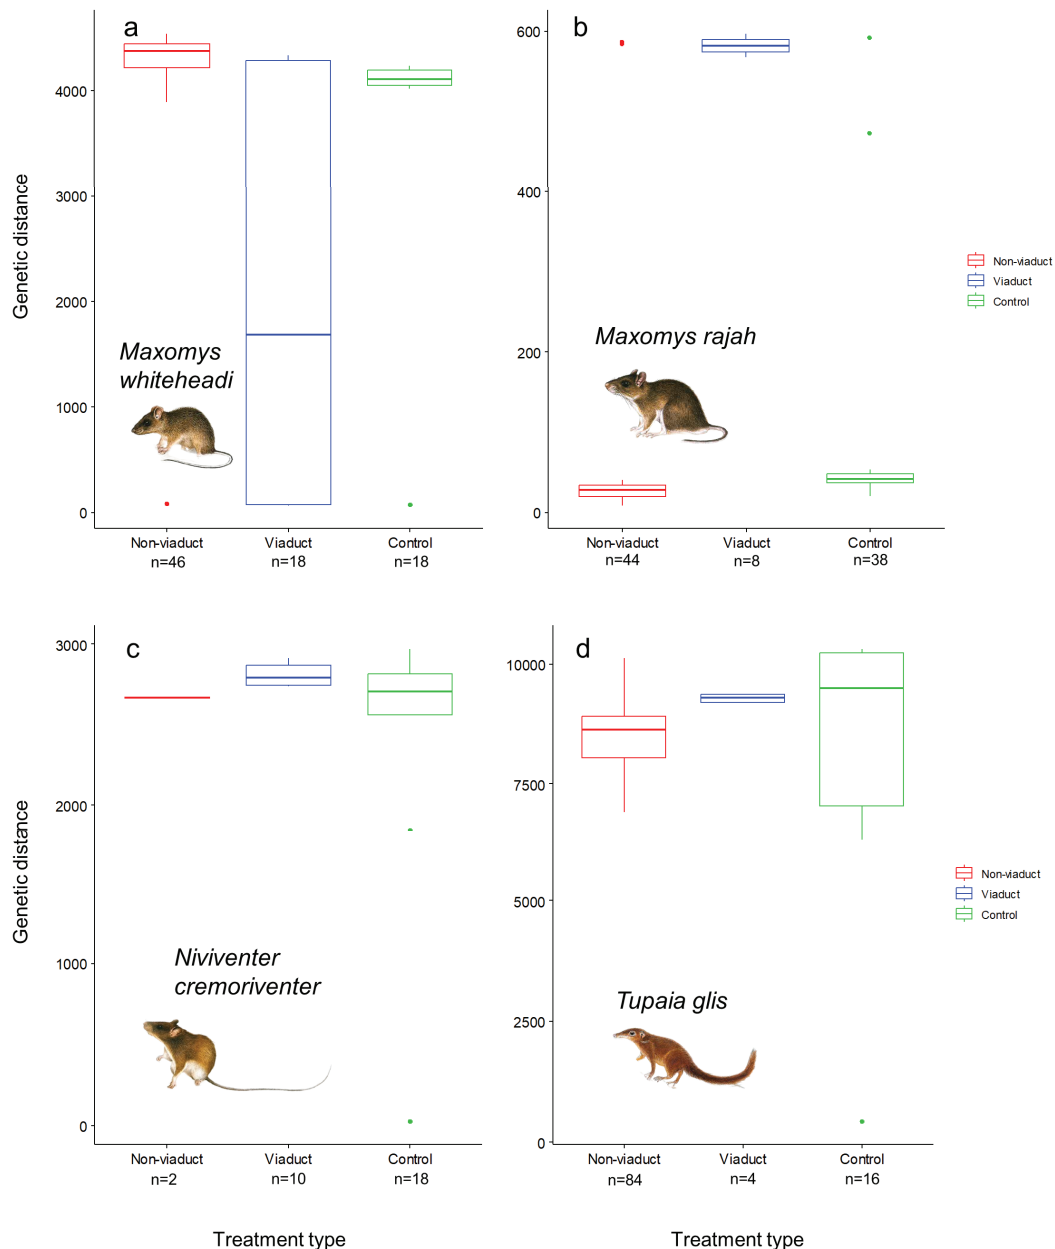 a
4000
3000
2000
1000
0
Genetic distance
Maxomys
whiteheadi
Non-viaduct
n=46
Viaduct
n=18
Control
n=18
b
600
400
200
0
Maxomys rajah
Non-viaduct
n=44
Viaduct
n=8
Control
n=38
Non-viaduct
Viaduct
Control
c
3000
2000
1000
0
Genetic distance
Niviventer
cremoriventer
Non-viaduct
n=2
Viaduct
n=10
Control
n=18
Treatment type
d
10000
7500
5000
2500
0
Tupaia glis
Non-viaduct
n=84
Viaduct
n=4
Control
n=16
Treatment type
Non-viaduct
Viaduct
Control